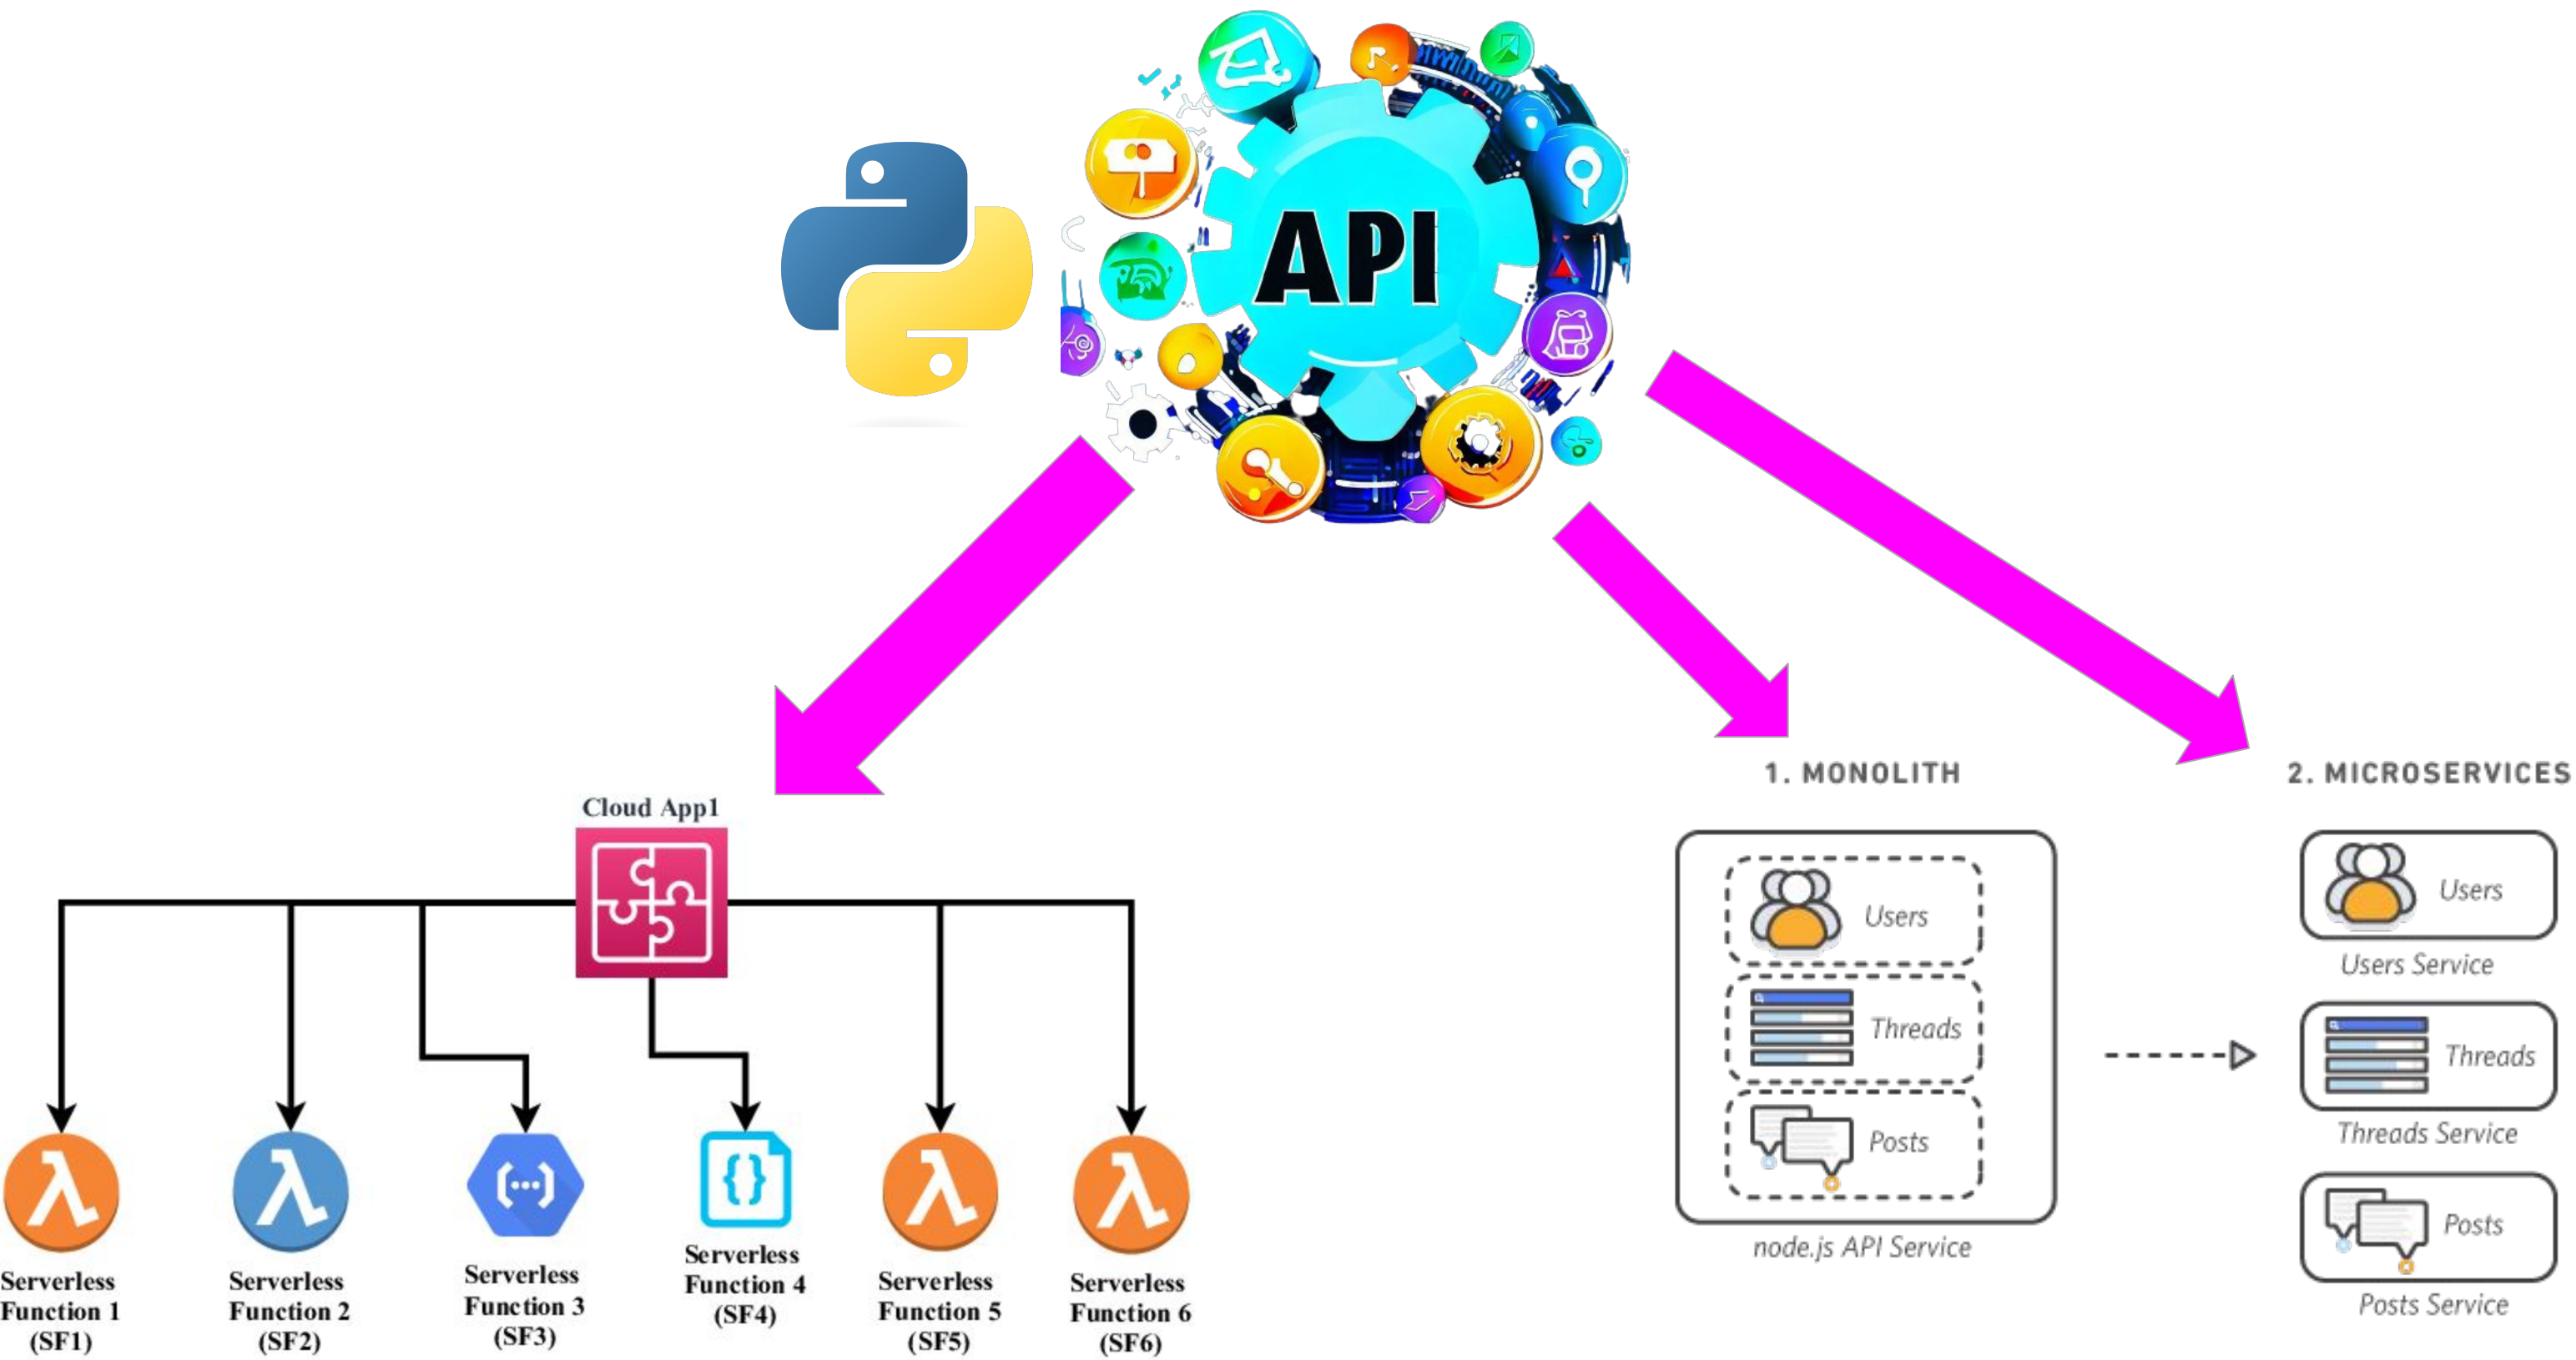 API
Cloud App1
Serverless
Function 1
(SF1)
Serverless
Function 2
(SF2)
Serverless
Function 3
(SF3)
Serverless
Function 4
(SF4)
Serverless
Function 5
(SF5)
Serverless
Function 6
(SF6)
1. MONOLITH
Users
Threads
Posts
node.js API Service
2. MICROSERVICES
Users
Users Service
Threads
Threads Service
Posts
Posts Service